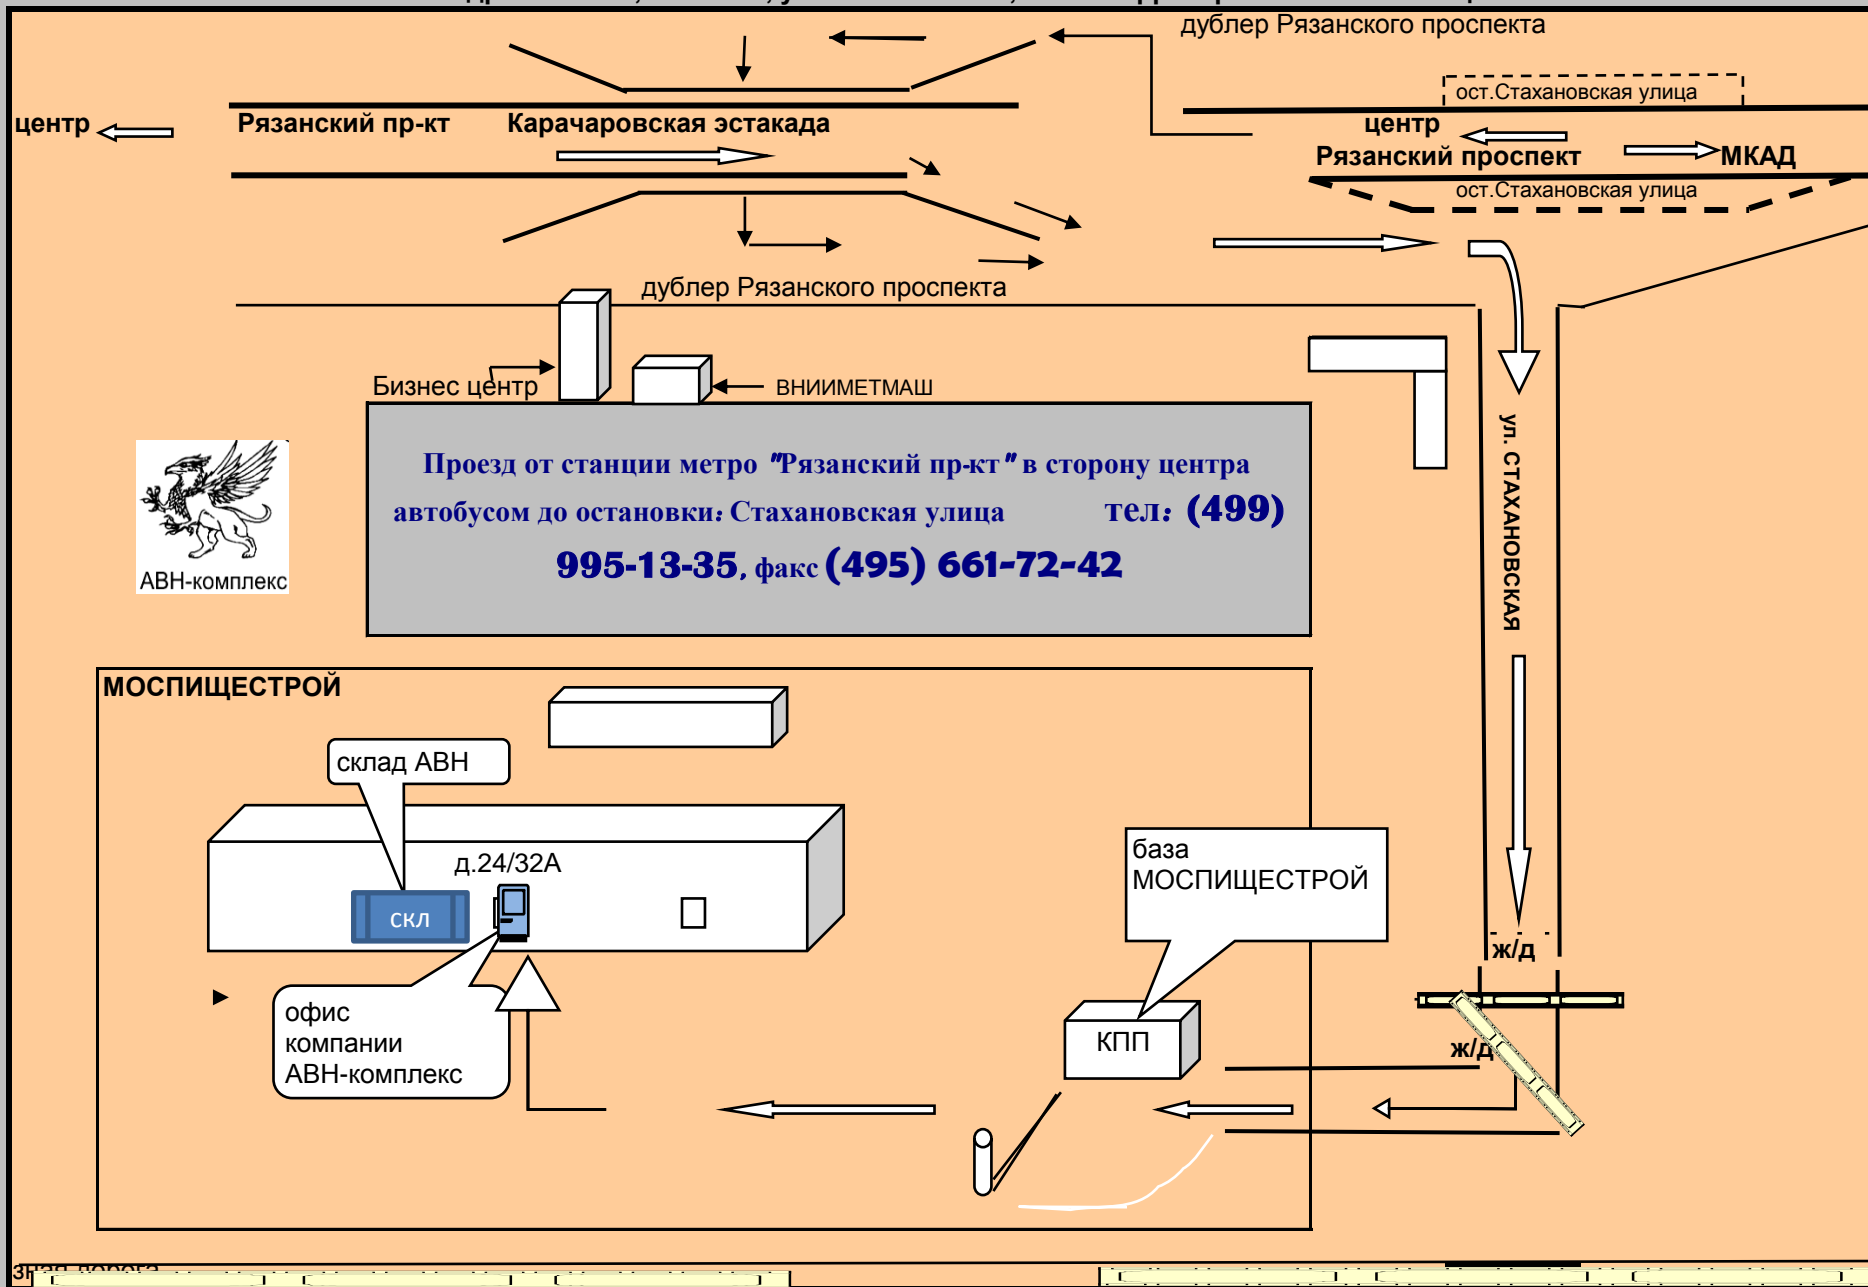 дублер Рязанского проспекта
ост.Стахановская улица
центр
Рязанский пр-кт
Карачаровская эстакада
центр
Рязанский проспект
МКАД
ост.Стахановская улица
дублер Рязанского проспекта
Бизнес центр
ВНИИМЕТМАШ
ул. СТАХАНОВСКАЯ
Проезд от станции метро "Рязанский пр-кт" в сторону центра
автобусом до остановки: Стахановская улица тел: (499)
995-13-35, факс (495) 661-72-42
АВН-комплекс
МОСПИЩЕСТРОЙ
склад АВН
д.24/32А
скл
база
МОСПИЩЕСТРОЙ
ж/д
офис
компании
АВН-комплекс
КПП
ж/д